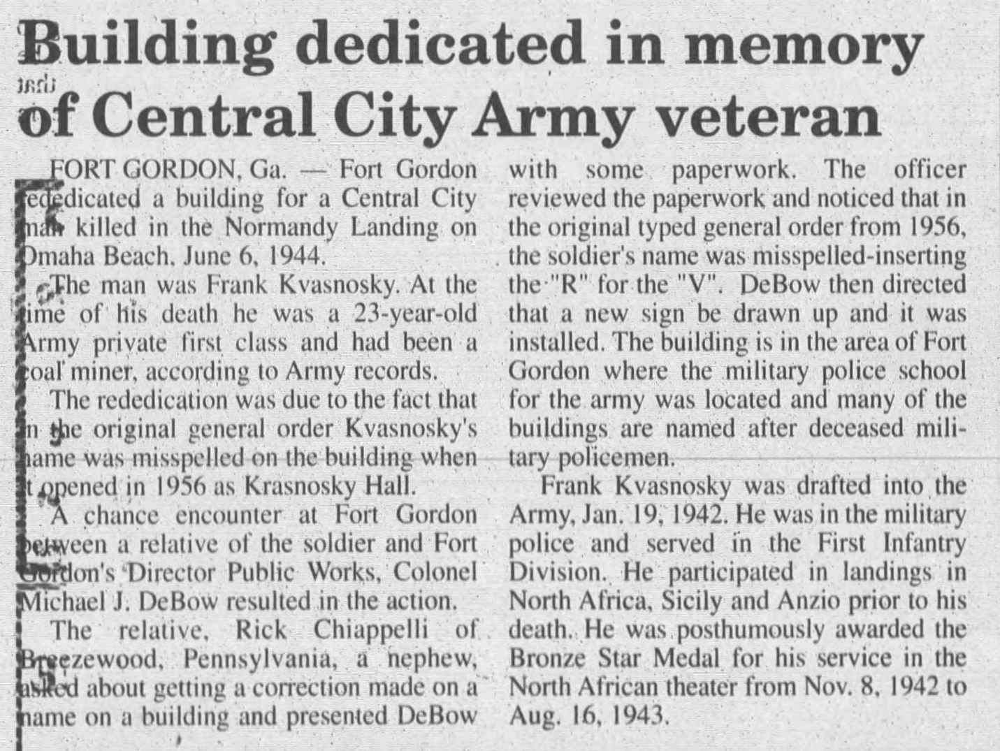 Building dedicated in memory
of Central City Army veteran
FORT GORDON, Ga. — Fort Gordon
rededicated a building for a Central City
man killed in the Normandy Landing on
Omaha Beach, June 6, 1944.
The man was Frank Kvasnosky. At the
time of his death he was a 23-year-old
Army private first class and had been a
coal miner, according to Army records.
The rededication was due to the fact that
in the original general order Kvasnosky's
name was misspelled on the building when
it opened in 1956 as Krasnosky Hall.
A chance encounter at Fort Gordon
between a relative of the soldier and Fort
Gordon's Director Public Works, Colonel
Michael J. DeBow resulted in the action.
The relative, Rick Chiappelli of
Breezewood, Pennsylvania, a nephew,
asked about getting a correction made on a
name on a building and presented DeBow
with some paperwork. The officer
reviewed the paperwork and noticed that in
the original typed general order from 1956,
the soldier's name was misspelled-inserting
the "R" for the "V". DeBow then directed
that a new sign be drawn up and it was
installed. The building is in the area of Fort
Gordon where the military police school
for the army was located and many of the
buildings are named after deceased mili-
tary policemen.
Frank Kvasnosky was drafted into the
Army, Jan. 19, 1942. He was in the military
police and served in the First Infantry
Division. He participated in landings in
North Africa, Sicily and Anzio prior to his
death. He was posthumously awarded the
Bronze Star Medal for his service in the
North African theater from Nov. 8, 1942 to
Aug. 16, 1943.